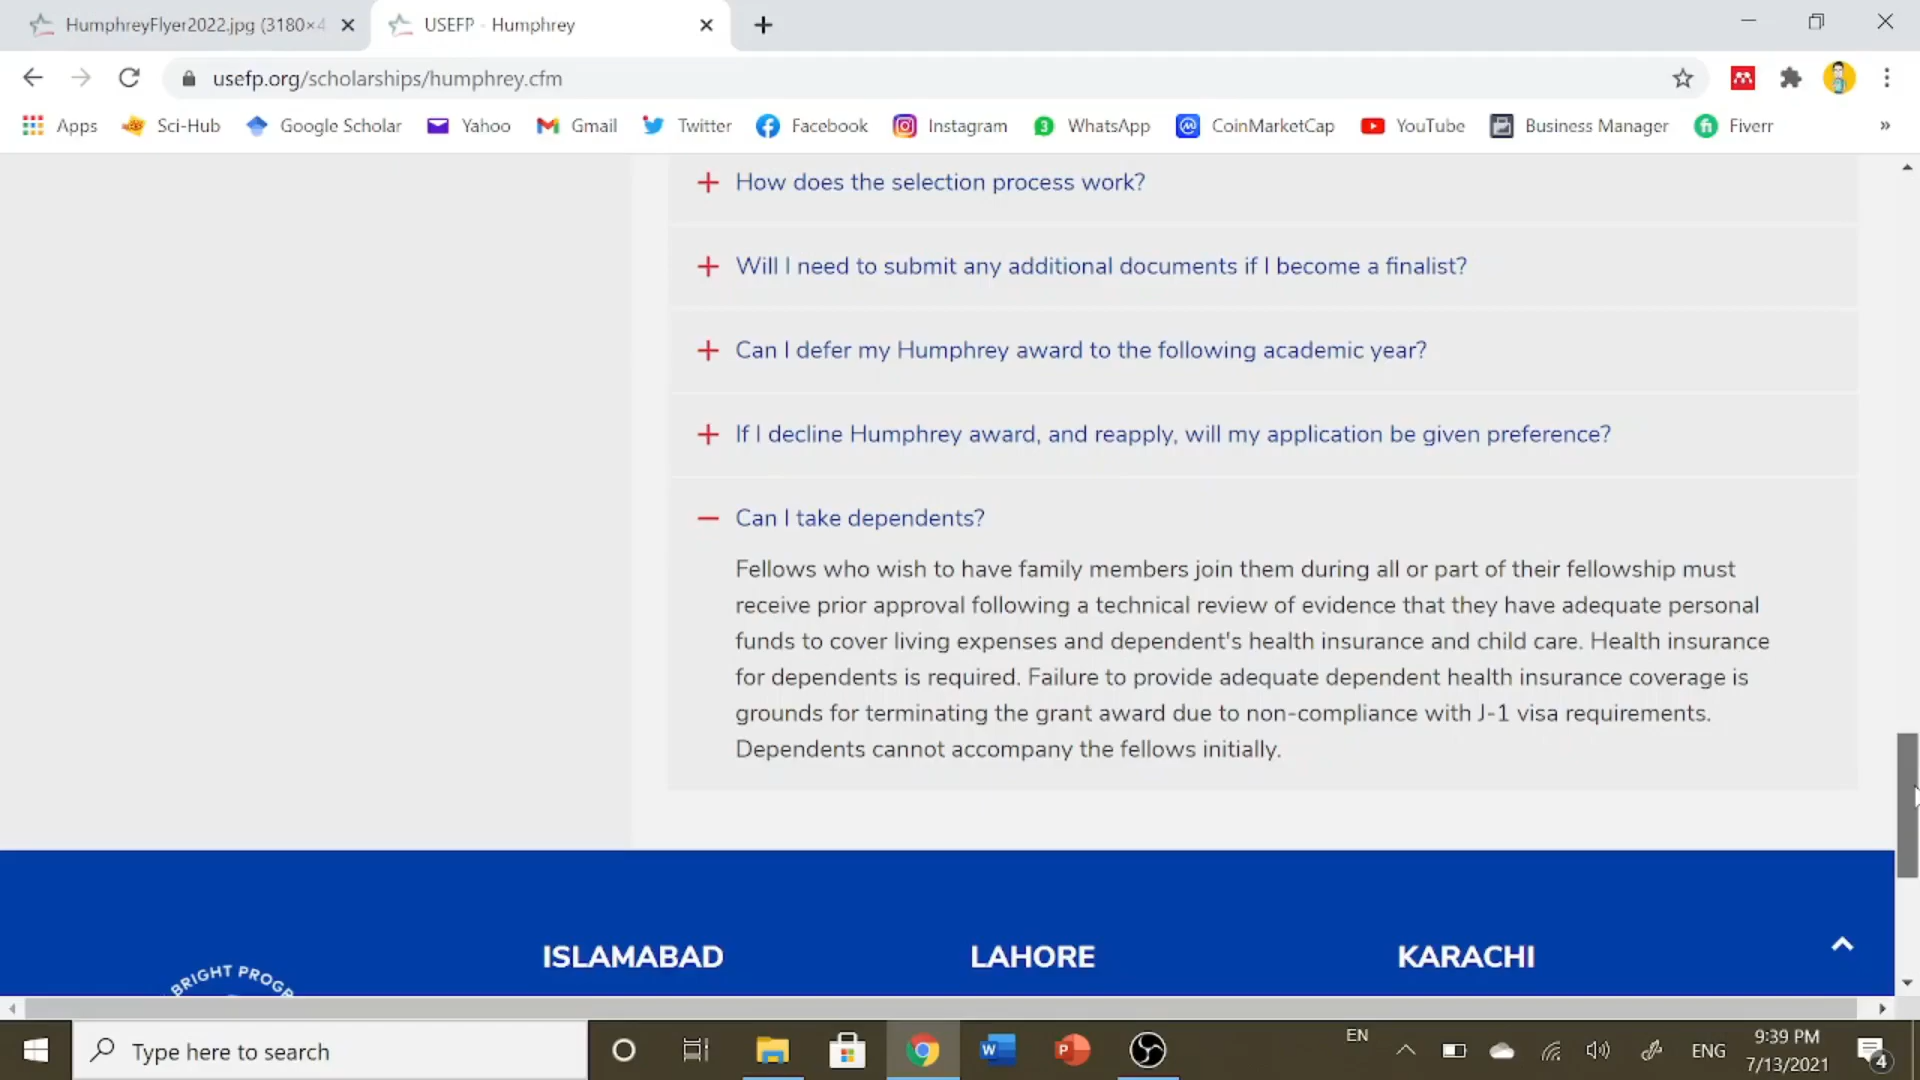 HumphreyFlyer2022.jpg (3180×4
USEFP - Humphrey
usefp.org/scholarships/humphrey.cfm
Apps
Sci-Hub
Google Scholar
Yahoo
Gmail
Twitter
Facebook
Instagram
3
WhatsApp
CoinMarketCap
YouTube
Business Manager
fi
Fiverr
»
How does the selection process work?
Will I need to submit any additional documents if I become a finalist?
Can I defer my Humphrey award to the following academic year?
If I decline Humphrey award, and reapply, will my application be given preference?
Can I take dependents?
Fellows who wish to have family members join them during all or part of their fellowship must
receive prior approval following a technical review of evidence that they have adequate personal
funds to cover living expenses and dependent's health insurance and child care. Health insurance
for dependents is required. Failure to provide adequate dependent health insurance coverage is
grounds for terminating the grant award due to non-compliance with J-1 visa requirements.
Dependents cannot accompany the fellows initially.
BRIGHT PROG
ISLAMABAD
LAHORE
KARACHI
Type here to search
W
P
EN
ENG
9:39 PM
7/13/2021
4